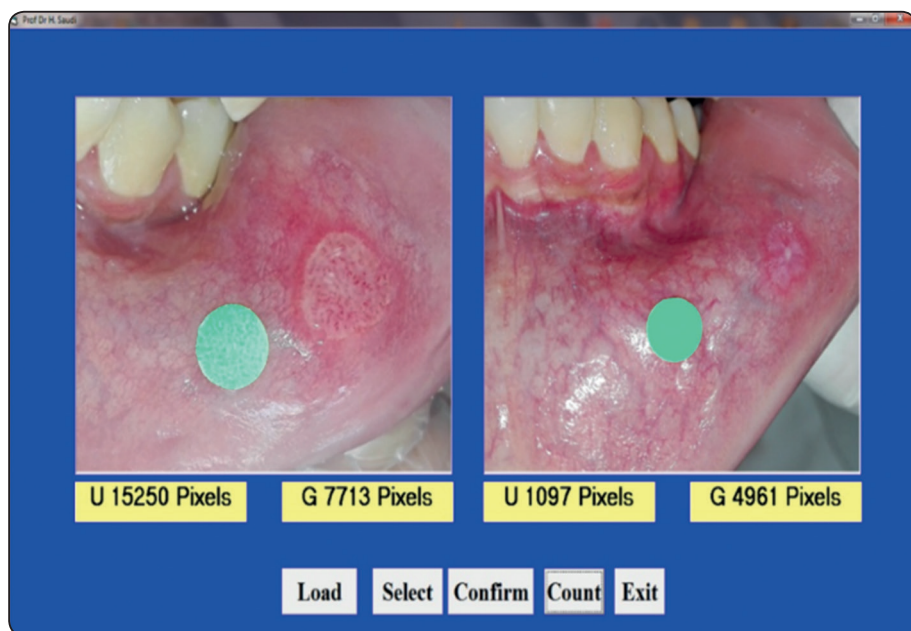 Prof Dr H. Saudi
U 15250 Pixels G 7713 Pixels U 1097 Pixels G 4961 Pixels
Load Select Confirm Count Exit